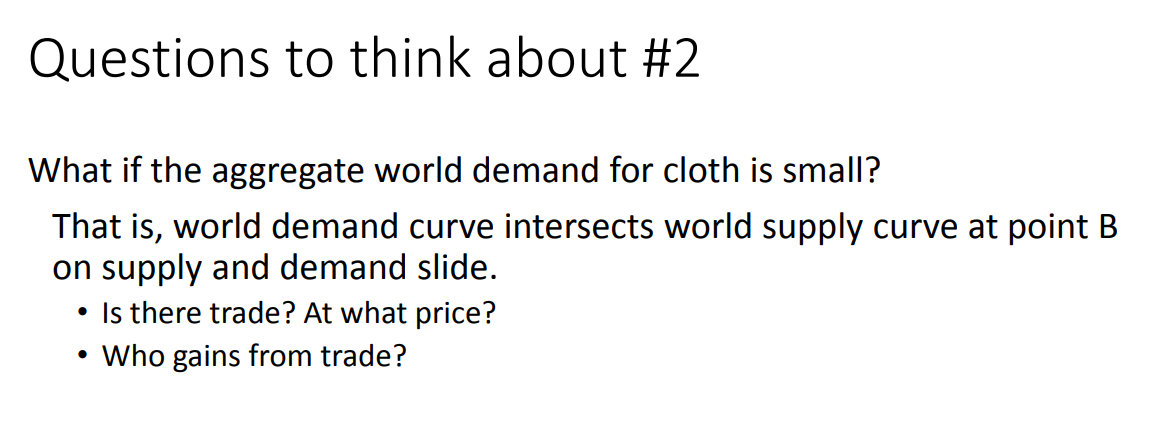 Questions to think about #2
What if the aggregate world demand for cloth is small?
That is, world demand curve intersects world supply curve at point B
on supply and demand slide.
• Is there trade? At what price?
• Who gains from trade?